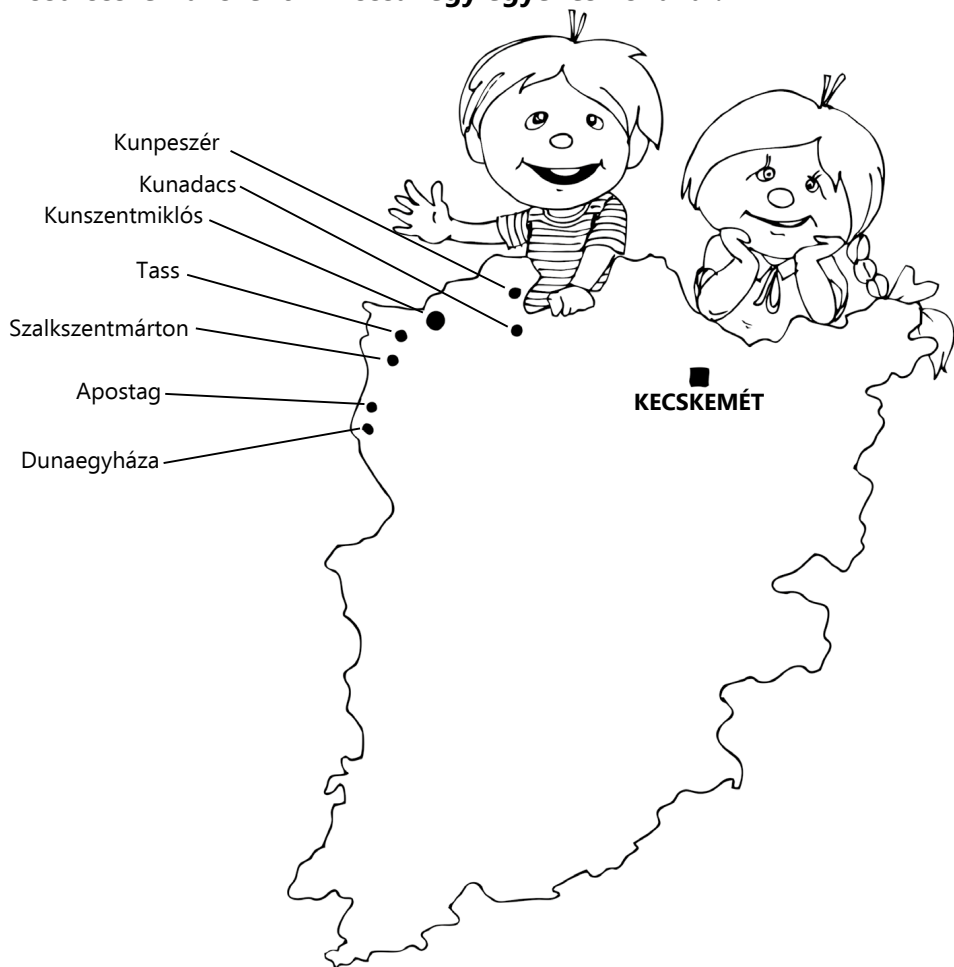 Kunpeszér
Kunadacs
Kunszentmiklós
Tass
Szalkszentmárton
Apostag
Dunaegyháza
KECSKEMÉT